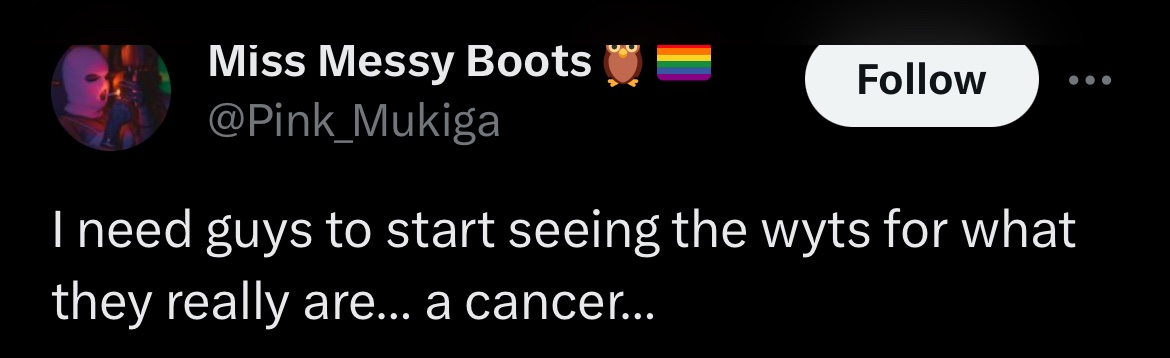 Miss Messy Boots🦉🏳️‍🌈
@Pink_Mukiga
Follow
I need guys to start seeing the wyts for what
they really are... a cancer...